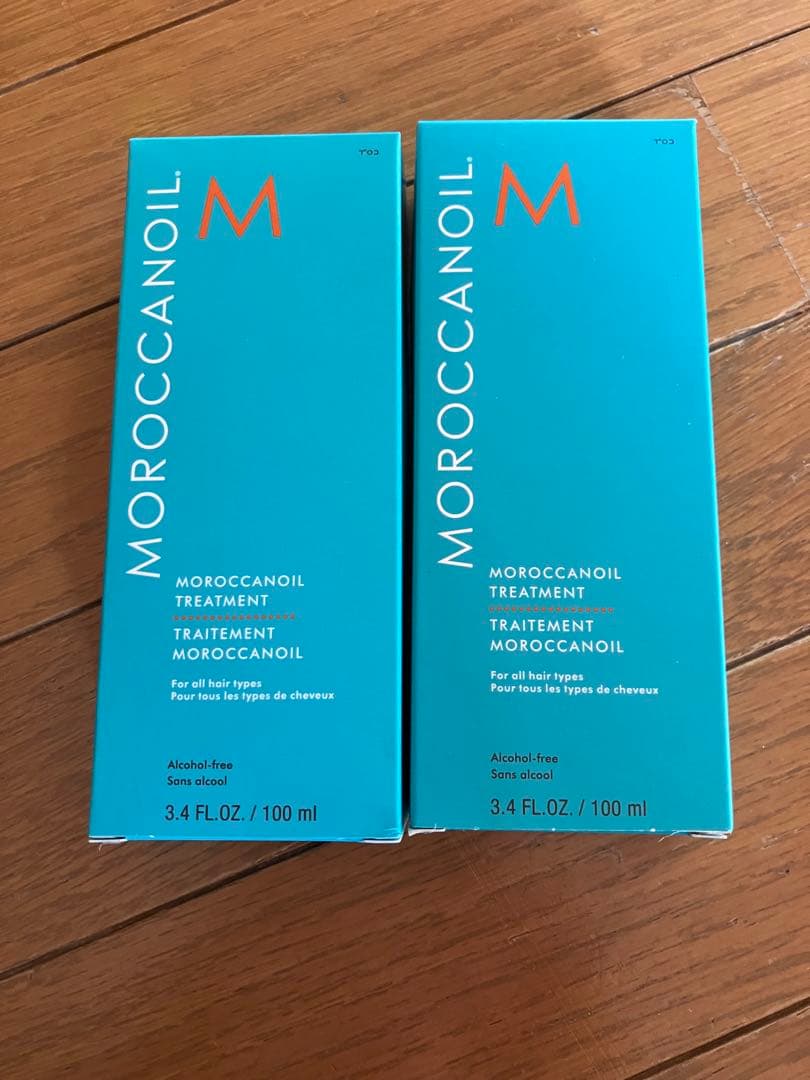 MOROCCANOIL®
M
MOROCCANOIL
TREATMENT
TRAITEMENT
MOROCCANOIL
For all hair types
Pour tous les types de cheveux
Alcohol-free
Sans alcool
3.4 FL.OZ. / 100 ml
MOROCCANOIL®
M
MOROCCANOIL
TREATMENT
TRAITEMENT
MOROCCANOIL
For all hair types
Pour tous les types de cheveux
Alcohol-free
Sans alcool
3.4 FL.OZ. / 100 ml